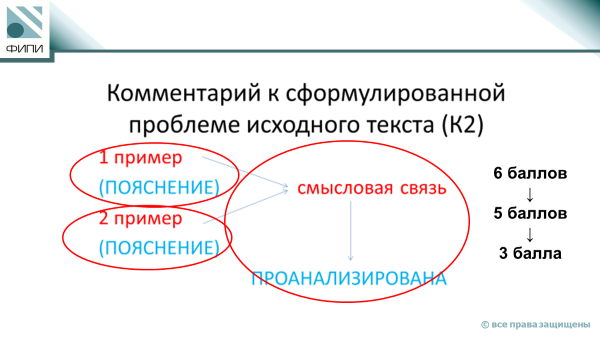 ФИПИ
Комментарий к сформулированной
проблеме исходного текста (К2)
1 пример
(ПОЯСНЕНИЕ)
смысловая связь
2 пример
(ПОЯСНЕНИЕ)
ПРОАНАЛИЗИРОВАНА
6 баллов
↓
5 баллов
↓
3 балла
© все права защищены